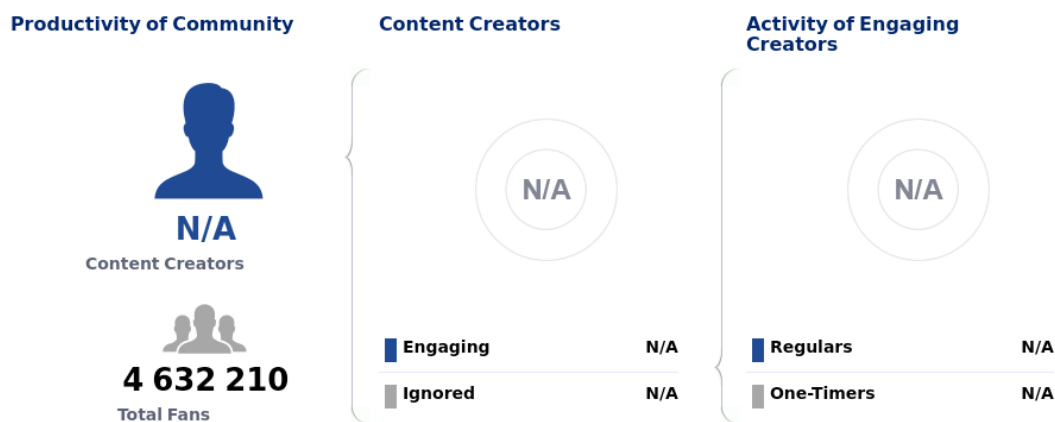 Productivity of Community
N/A
Content Creators
4 632 210
Total Fans
Content Creators
N/A
Engaging N/A
Ignored N/A
Activity of Engaging
Creators
N/A
Regulars N/A
One-Timers N/A